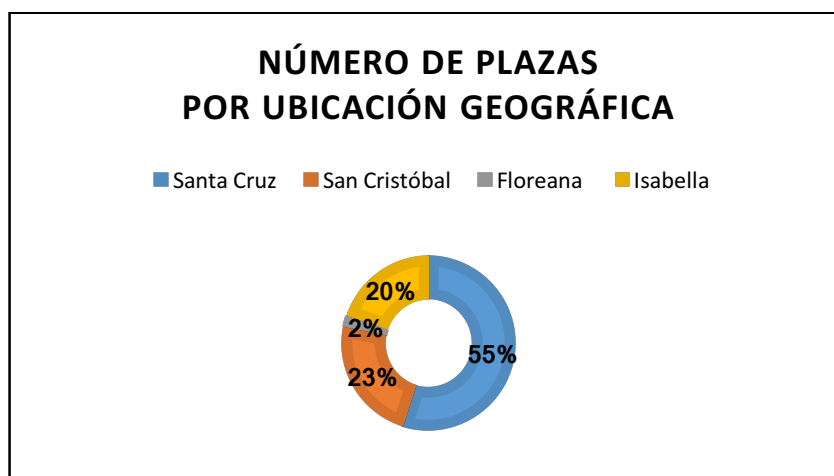 NÚMERO DE PLAZAS
POR UBICACIÓN GEOGRÁFICA
Santa Cruz San Cristóbal Floreana Isabella
20%
2%
55%
23%